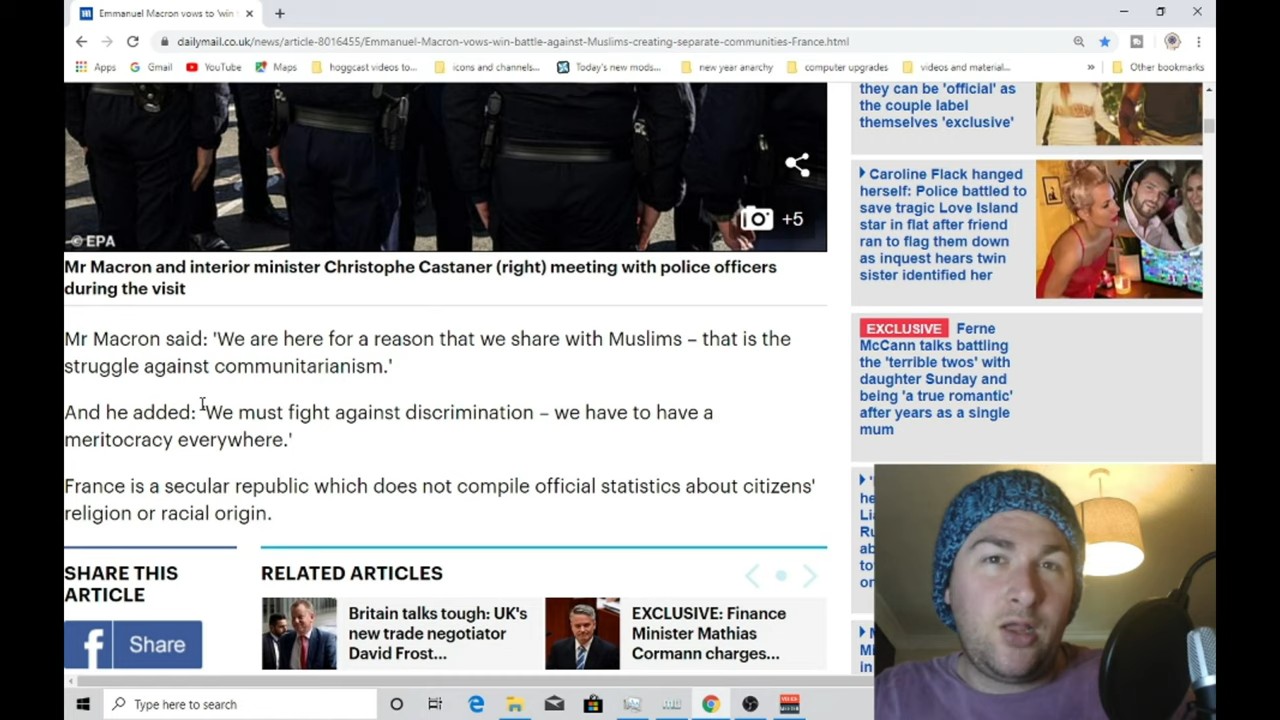 Emmanuel Macron vows to 'win
dailymail.co.uk/news/article-8016455/Emmanuel-Macron-vows-win-battle-against-Muslims-creating-separate-communities-France.html
Apps
Gmail
YouTube
Maps
hoggcast videos to...
icons and channels...
Today's new mods...
new year anarchy
computer upgrades
videos and material...
»
Other bookmarks
© EPA
+5
Mr Macron and interior minister Christophe Castaner (right) meeting with police officers
during the visit
Mr Macron said: 'We are here for a reason that we share with Muslims – that is the
struggle against communitarianism.'
And he added: 'We must fight against discrimination – we have to have a
meritocracy everywhere.'
France is a secular republic which does not compile official statistics about citizens'
religion or racial origin.
SHARE THIS
ARTICLE
f Share
RELATED ARTICLES
Britain talks tough: UK's
new trade negotiator
David Frost...
EXCLUSIVE: Finance
Minister Mathias
Cormann charges...
they can be 'official' as
the couple label
themselves 'exclusive'
Caroline Flack hanged
herself: Police battled to
save tragic Love Island
star in flat after friend
ran to flag them down
as inquest hears twin
sister identified her
EXCLUSIVE Ferne
McCann talks battling
the 'terrible twos' with
daughter Sunday and
being 'a true romantic'
after years as a single
mum
Type here to search